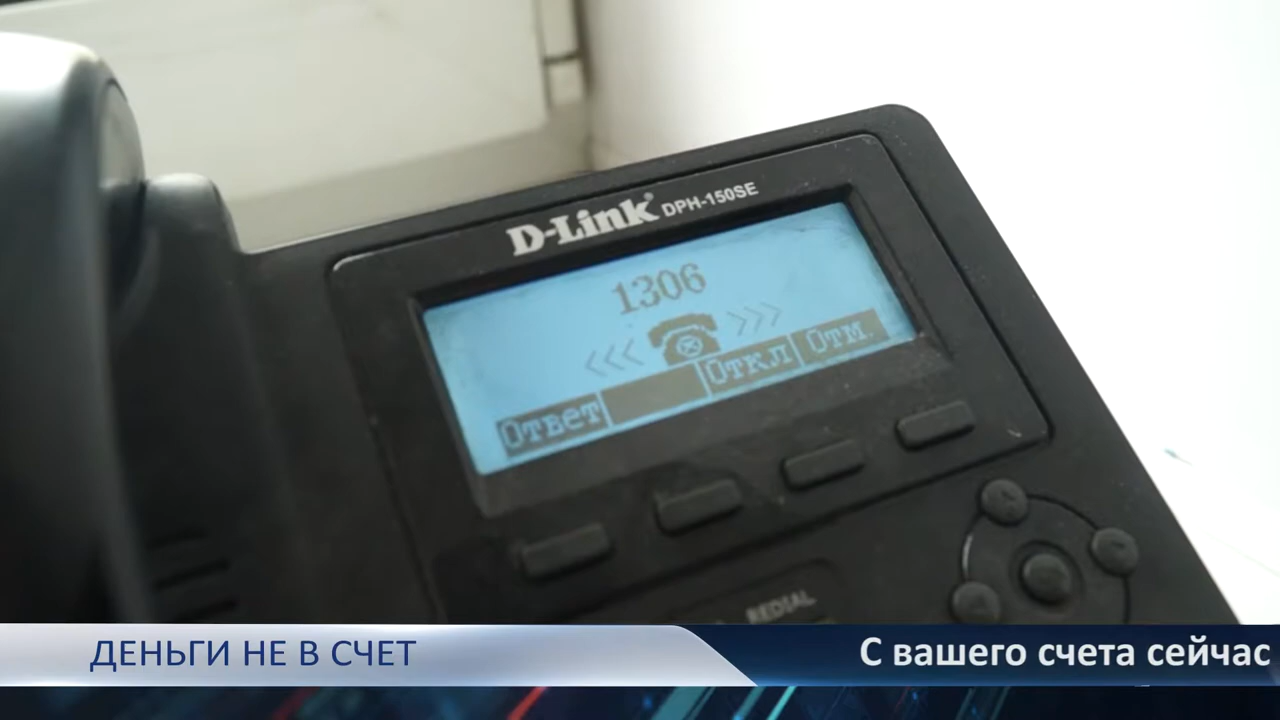 D-Link DPH-150SE
1306
<<< >>>
Ответ Откл Отм.
REDIAL
ДЕНЬГИ НЕ В СЧЕТ
С вашего счета сейчас